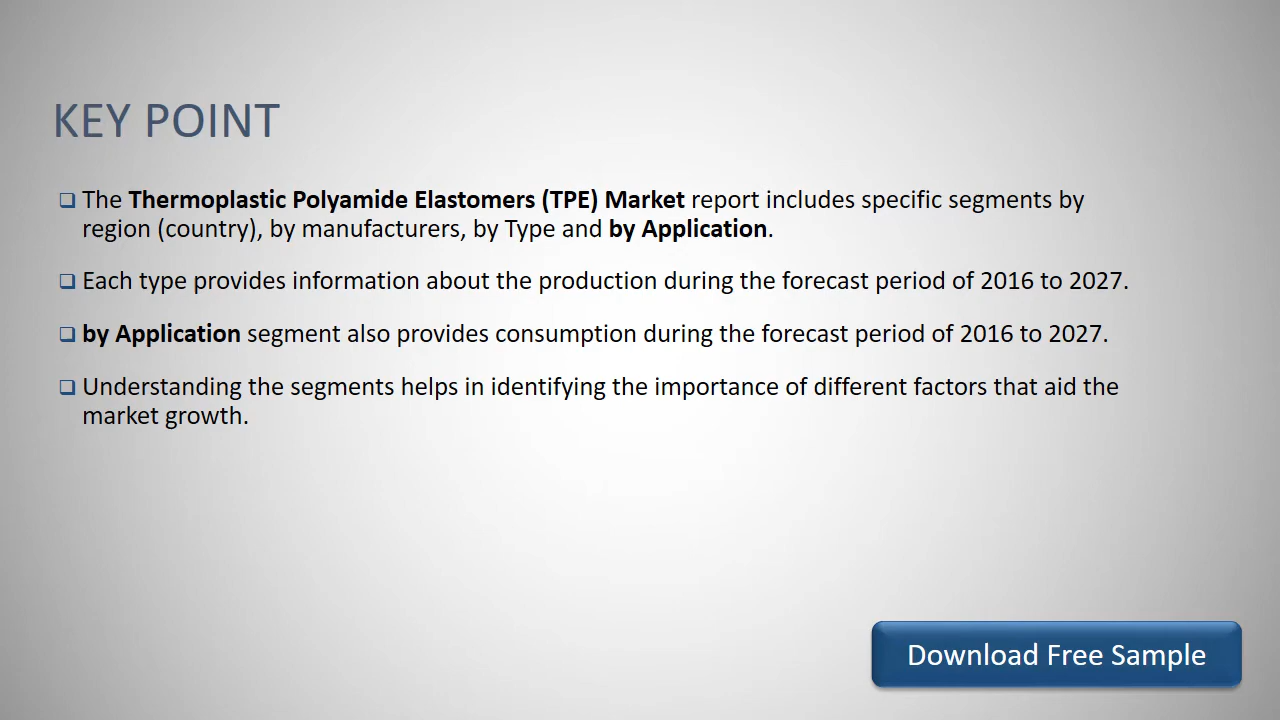 KEY POINT
The Thermoplastic Polyamide Elastomers (TPE) Market report includes specific segments by
region (country), by manufacturers, by Type and by Application.
Each type provides information about the production during the forecast period of 2016 to 2027.
by Application segment also provides consumption during the forecast period of 2016 to 2027.
Understanding the segments helps in identifying the importance of different factors that aid the
market growth.
Download Free Sample